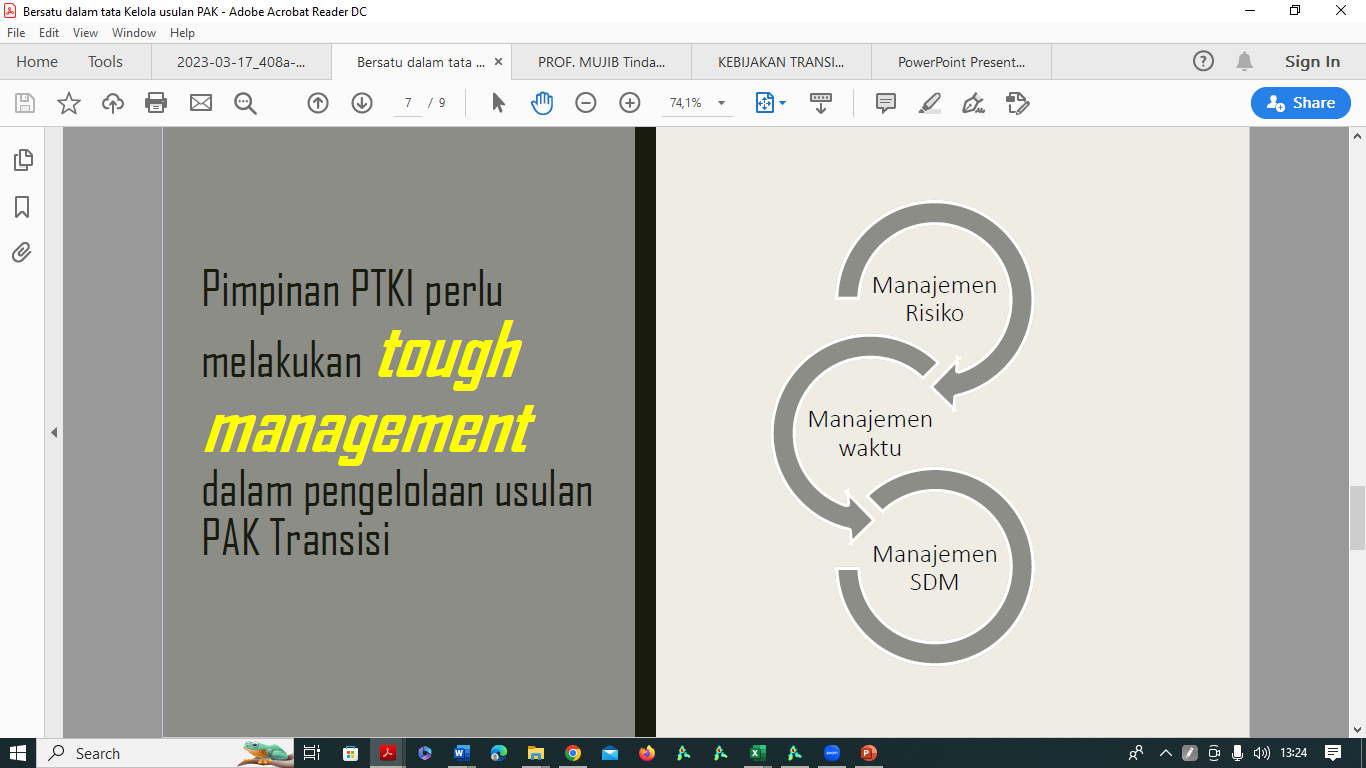 Bersatu dalam tata Kelola usulan PAK - Adobe Acrobat Reader DC
File Edit View Window Help
Home Tools 2023-03-17_408a-... Bersatu dalam tata ... PROF. MUJIB Tinda... KEBIJAKAN TRANSI... PowerPoint Present... Sign In
7 / 9 74,1% Share
Pimpinan PTKI perlu
melakukan tough
management
dalam pengelolaan usulan
PAK Transisi
Manajemen
Risiko
Manajemen
waktu
Manajemen
SDM
Search 13:24